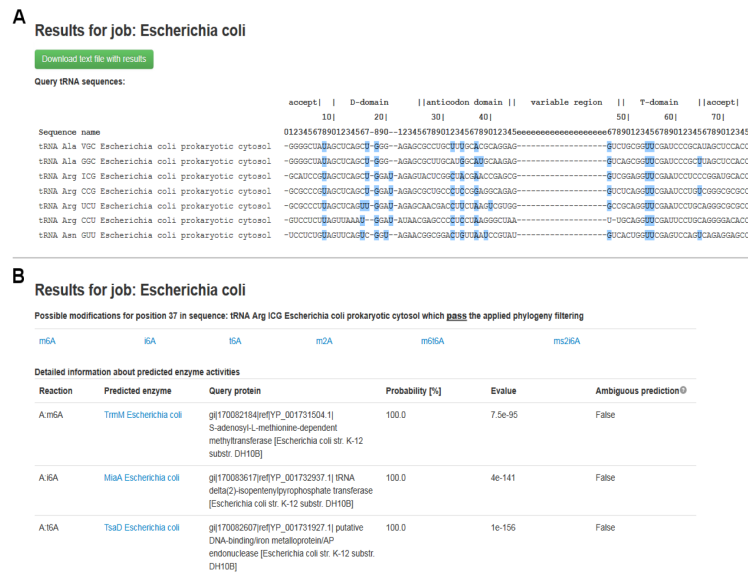 A
Results for job: Escherichia coli
Download text file with results
Query tRNA sequences:
accept| | D-domain ||anticodon domain || variable region || T-domain ||accept|
10| 20| 30| 40| 50| 60| 70|
Sequence name 012345678901234567-890--1234567890123456789012345eeeeeeeeeeeeeeeeeee678901234567890123456789012
tRNA Ala VGC Escherichia coli prokaryotic cytosol
tRNA Ala GGC Escherichia coli prokaryotic cytosol
tRNA Arg ICG Escherichia coli prokaryotic cytosol
tRNA Arg CCG Escherichia coli prokaryotic cytosol
tRNA Arg UCU Escherichia coli prokaryotic cytosol
tRNA Arg CCU Escherichia coli prokaryotic cytosol
tRNA Asn GUU Escherichia coli prokaryotic cytosol
B
Results for job: Escherichia coli
Possible modifications for position 37 in sequence: tRNA Arg ICG Escherichia coli prokaryotic cytosol which pass the applied phylogeny filtering
m6A i6A t6A m2A m6t6A ms2i6A
Detailed information about predicted enzyme activities
Reaction Predicted enzyme Query protein Probability [%] Evalue Ambiguous prediction
A:m6A TrmM Escherichia coli gi|170082184|ref|YP_001731504.1| 100.0 7.5e-95 False
S-adenosyl-L-methionine-dependent
methyltransferase [Escherichia coli str. K-12
substr. DH10B]
A:i6A MiaA Escherichia coli gi|170083617|ref|YP_001732937.1| tRNA 100.0 4e-141 False
delta(2)-isopentenylpyrophosphate transferase
[Escherichia coli str. K-12 substr. DH10B]
A:t6A TsaD Escherichia coli gi|170082607|ref|YP_001731927.1| putative 100.0 1e-156 False
DNA-binding/iron metalloprotein/AP
endonuclease [Escherichia coli str. K-12 substr.
DH10B]